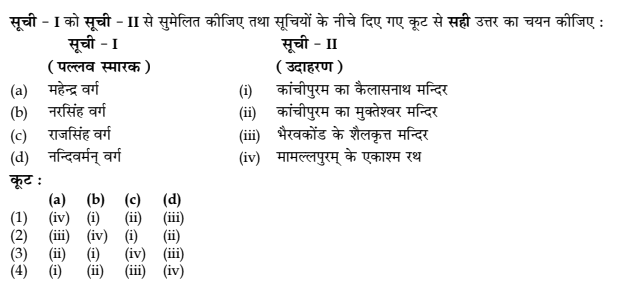 सूची - I को सूची - II से सुमेलित कीजिए तथा सूचियों के नीचे दिए गए कूट से सही उत्तर का चयन कीजिए :
सूची - I सूची - II
( पल्लव स्मारक ) ( उदाहरण )
(a) महेन्द्र वर्ग (i) कांचीपुरम का कैलासनाथ मन्दिर
(b) नरसिंह वर्ग (ii) कांचीपुरम का मुक्तेश्वर मन्दिर
(c) राजसिंह वर्ग (iii) भैरवकोंड के शैलकृत्त मन्दिर
(d) नन्दिवर्मन् वर्ग (iv) मामल्लपुरम् के एकाश्म रथ
कूट :
(a) (b) (c) (d)
(1) (iv) (i) (ii) (iii)
(2) (iii) (iv) (i) (ii)
(3) (ii) (i) (iv) (iii)
(4) (i) (ii) (iii) (iv)